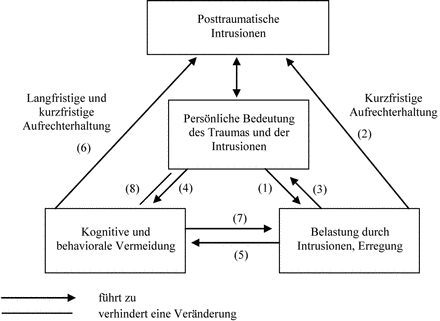 Posttraumatische
Intrusionen
Langfristige und
kurzfristige
Aufrechterhaltung
(6)
Kurzfristige
Aufrechterhaltung
(2)
Persönliche Bedeutung
des Traumas und der
Intrusionen
(8)
(4)
(1)
(3)
Kognitive und
behaviorale Vermeidung
(7)
(5)
Belastung durch
Intrusionen, Erregung
führt zu
verhindert eine Veränderung